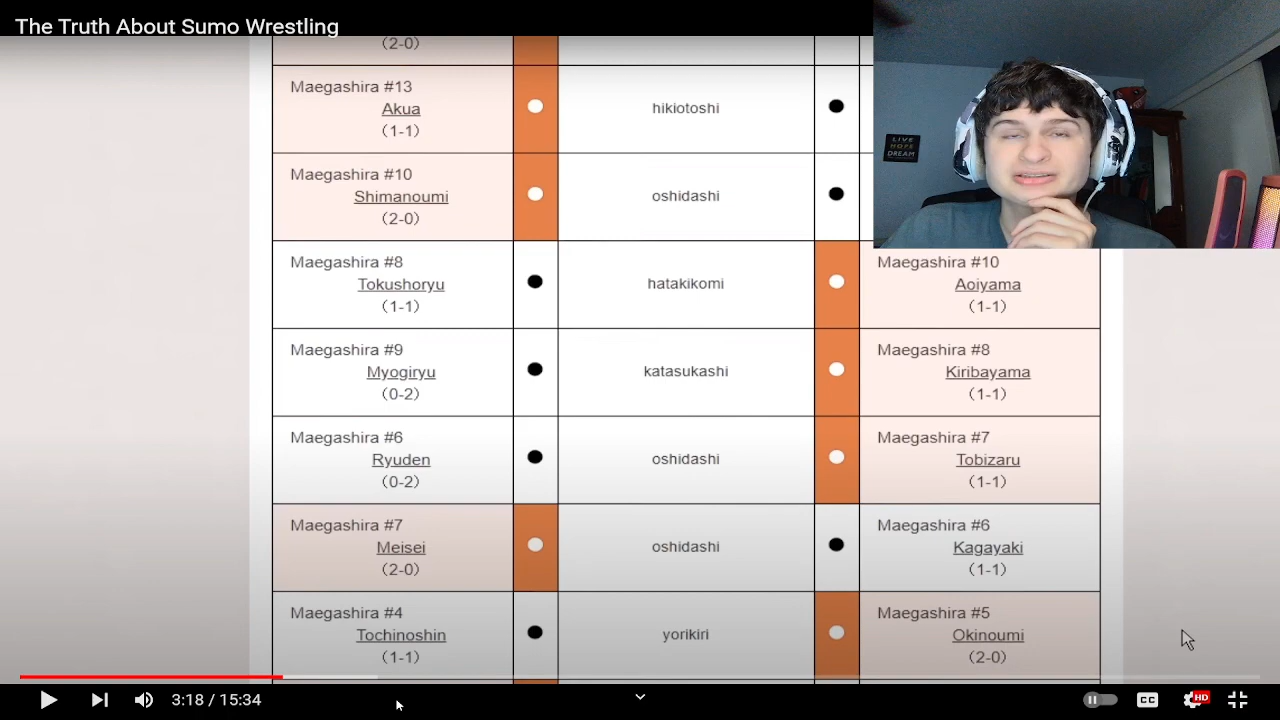 The Truth About Sumo Wrestling
(2-0)
Maegashira #13
Akua
(1-1)
hikiotoshi
LIVE
HOPE
DREAM
Maegashira #10
Shimanoumi
(2-0)
oshidashi
Maegashira #8
Tokushoryu
(1-1)
hatakikomi
Maegashira #10
Aoiyama
(1-1)
Maegashira #9
Myogiryu
(0-2)
katasukashi
Maegashira #8
Kiribayama
(1-1)
Maegashira #6
Ryuden
(0-2)
oshidashi
Maegashira #7
Tobizaru
(1-1)
Maegashira #7
Meisei
(2-0)
oshidashi
Maegashira #6
Kagayaki
(1-1)
Maegashira #4
Tochinoshin
(1-1)
yorikiri
Maegashira #5
Okinoumi
(2-0)
3:18 / 15:34
CC
HD